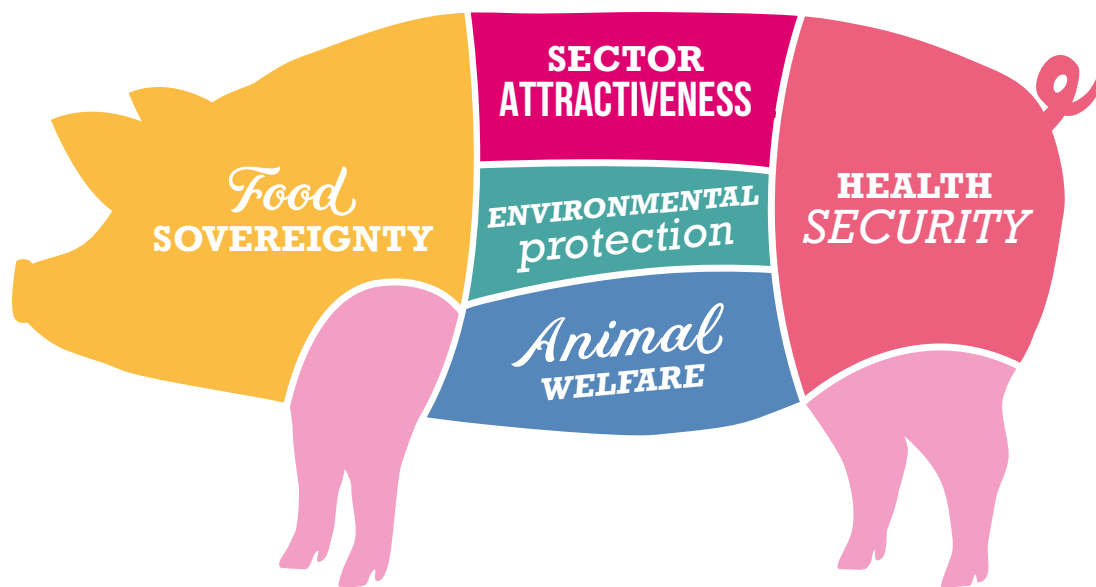 SECTOR
ATTRACTIVENESS
Food
SOVEREIGNTY
ENVIRONMENTAL
protection
HEALTH
SECURITY
Animal
WELFARE